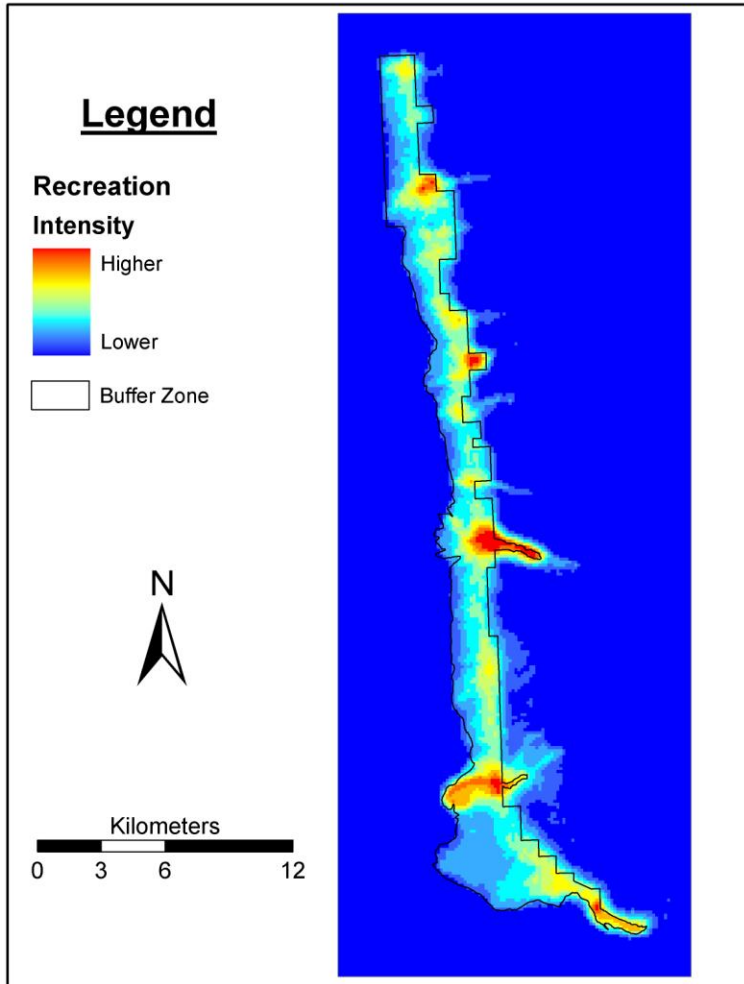 Legend
Recreation
Intensity
Higher
Lower
Buffer Zone
N
Kilometers
0 3 6 12